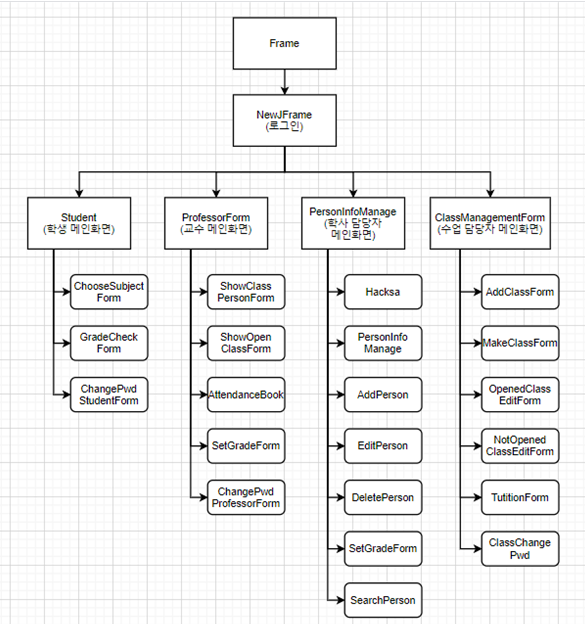 Frame
NewJFrame
(로그인)
Student
(학생 메인화면)
ProfessorForm
(교수 메인화면)
PersonInfoManage
(학사 담당자
메인화면)
ClassManagementForm
(수업 담당자 메인화면)
ChooseSubject
Form
GradeCheck
Form
ChangePwd
StudentForm
ShowClass
PersonForm
ShowOpen
ClassForm
AttendanceBook
SetGradeForm
ChangePwd
ProfessorForm
Hacksa
PersonInfo
Manage
AddPerson
EditPerson
DeletePerson
SetGradeForm
SearchPerson
AddClassForm
MakeClassForm
OpenedClass
EditForm
NotOpened
ClassEditForm
TutitionForm
ClassChange
Pwd